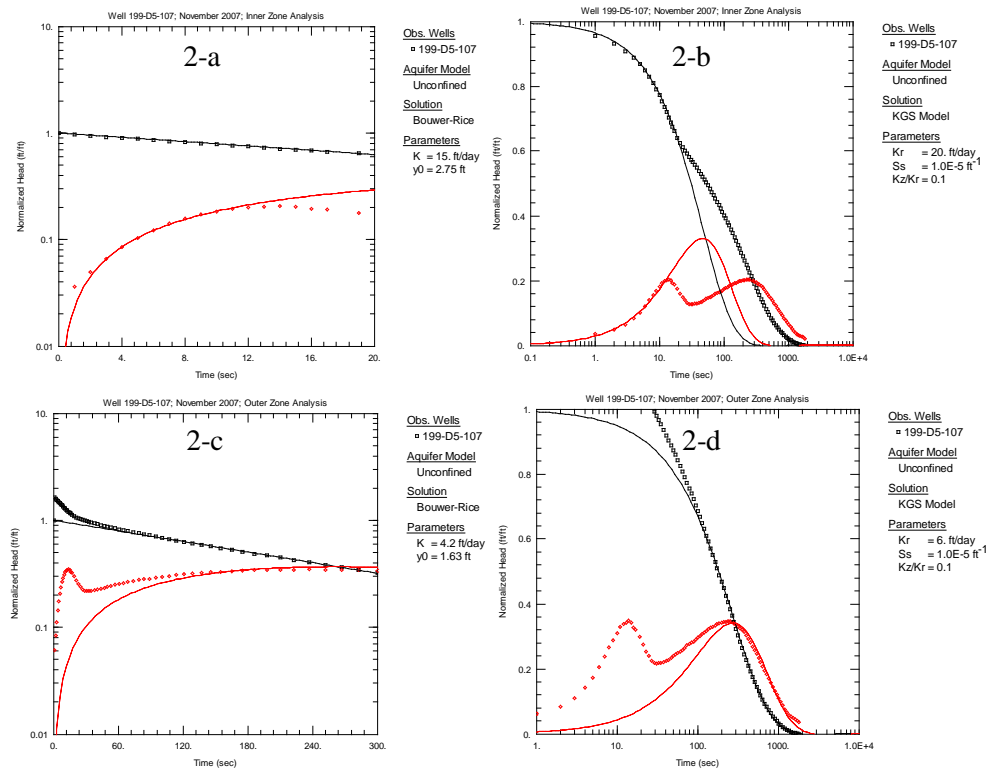 Well 199-D5-107; November 2007; Inner Zone Analysis
2-a
10.
1.
0.1
0.01
Normalized Head (ft/ft)
0.
4.
8.
12.
16.
20.
Time (sec)
Obs. Wells
199-D5-107
Aquifer Model
Unconfined
Solution
Bouwer-Rice
Parameters
K = 15. ft/day
y0 = 2.75 ft
Well 199-D5-107; November 2007; Inner Zone Analysis
2-b
1.
0.8
0.6
0.4
0.2
0.
Normalized Head (ft/ft)
0.1
1.
10.
100.
1000.
1.0E+4
Time (sec)
Obs. Wells
199-D5-107
Aquifer Model
Unconfined
Solution
KGS Model
Parameters
Kr = 20. ft/day
Ss = 1.0E-5 ft-1
Kz/Kr = 0.1
Well 199-D5-107; November 2007; Outer Zone Analysis
2-c
10.
1.
0.1
0.01
Normalized Head (ft/ft)
0.
60.
120.
180.
240.
300.
Time (sec)
Obs. Wells
199-D5-107
Aquifer Model
Unconfined
Solution
Bouwer-Rice
Parameters
K = 4.2 ft/day
y0 = 1.63 ft
Well 199-D5-107; November 2007; Outer Zone Analysis
2-d
1.
0.8
0.6
0.4
0.2
0.
Normalized Head (ft/ft)
1.
10.
100.
1000.
1.0E+4
Time (sec)
Obs. Wells
199-D5-107
Aquifer Model
Unconfined
Solution
KGS Model
Parameters
Kr = 6. ft/day
Ss = 1.0E-5 ft-1
Kz/Kr = 0.1